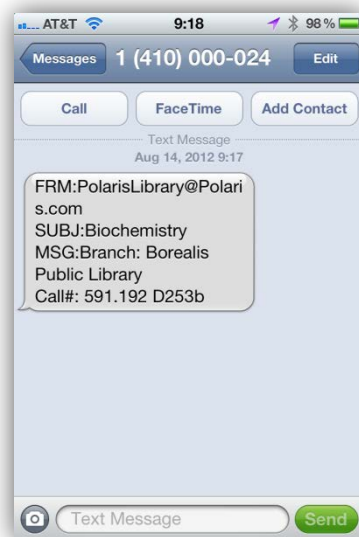 AT&T 9:18 98%
Messages 1 (410) 000-024 Edit
Call FaceTime Add Contact
Text Message
Aug 14, 2012 9:17
FRM:PolarisLibrary@Polari
s.com
SUBJ:Biochemistry
MSG:Branch: Borealis
Public Library
Call#: 591.192 D253b
Text Message Send